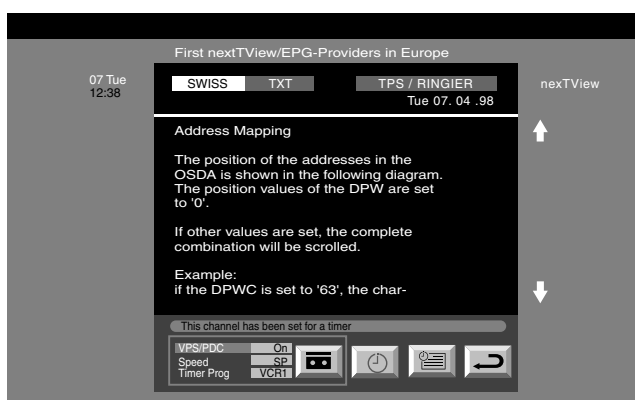 First nextTView/EPG-Providers in Europe
07 Tue
12:38
SWISS TXT TPS / RINGIER
Tue 07. 04 .98
nexTView
Address Mapping
The position of the addresses in the
OSDA is shown in the following diagram.
The position values of the DPW are set
to '0'.
If other values are set, the complete
combination will be scrolled.
Example:
if the DPWC is set to '63', the char-
This channel has been set for a timer
VPS/PDC On
Speed SP
Timer Prog VCR1